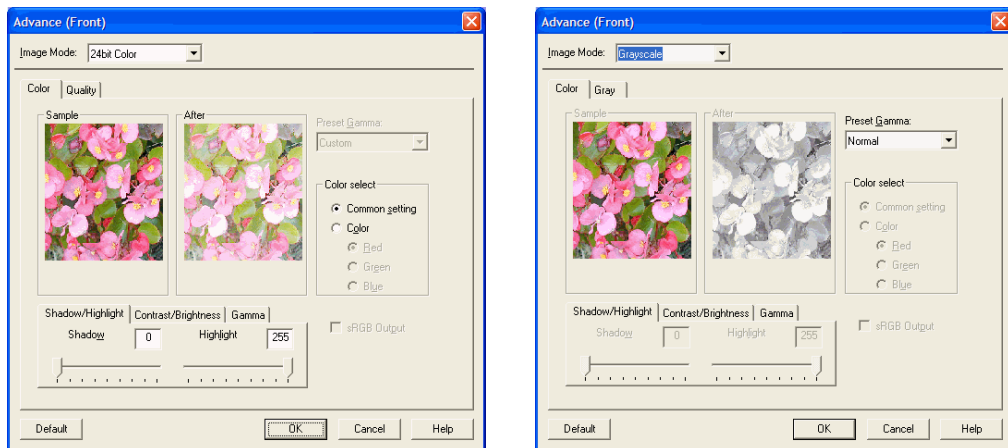 Advance (Front)
Image Mode: 24bit Color
Color Quality
Sample After
Preset Gamma:
Custom
Color select
Common setting
Color
Red
Green
Blue
Shadow/Highlight Contrast/Brightness Gamma
Shadow 0 Highlight 255
sRGB Output
Default OK Cancel Help
Advance (Front)
Image Mode: Grayscale
Color Gray
Sample After
Preset Gamma:
Normal
Color select
Common setting
Color
Red
Green
Blue
Shadow/Highlight Contrast/Brightness Gamma
Shadow 0 Highlight 255
sRGB Output
Default OK Cancel Help